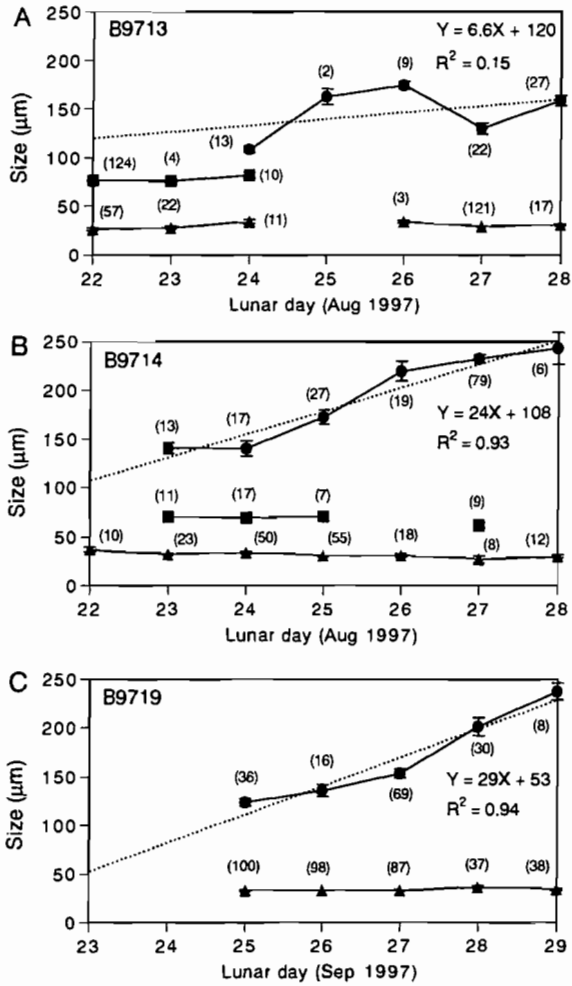 A
B9713
Y = 6.6X + 120
R² = 0.15
250
200
150
100
50
0
Size (µm)
(124)
(4)
(13)
(10)
(2)
(9)
(22)
(27)
(57)
(22)
(11)
(3)
(121)
(17)
22 23 24 25 26 27 28
Lunar day (Aug 1997)
B
B9714
250
200
150
100
50
0
Size (µm)
(13)
(17)
(27)
(19)
(79)
(6)
Y = 24X + 108
R² = 0.93
(11)
(17)
(7)
(9)
(10)
(23)
(50)
(55)
(18)
(8)
(12)
22 23 24 25 26 27 28
Lunar day (Aug 1997)
C
B9719
250
200
150
100
50
0
Size (µm)
(36)
(16)
(69)
(30)
(8)
Y = 29X + 53
R² = 0.94
(100)
(98)
(87)
(37)
(38)
23 24 25 26 27 28 29
Lunar day (Sep 1997)